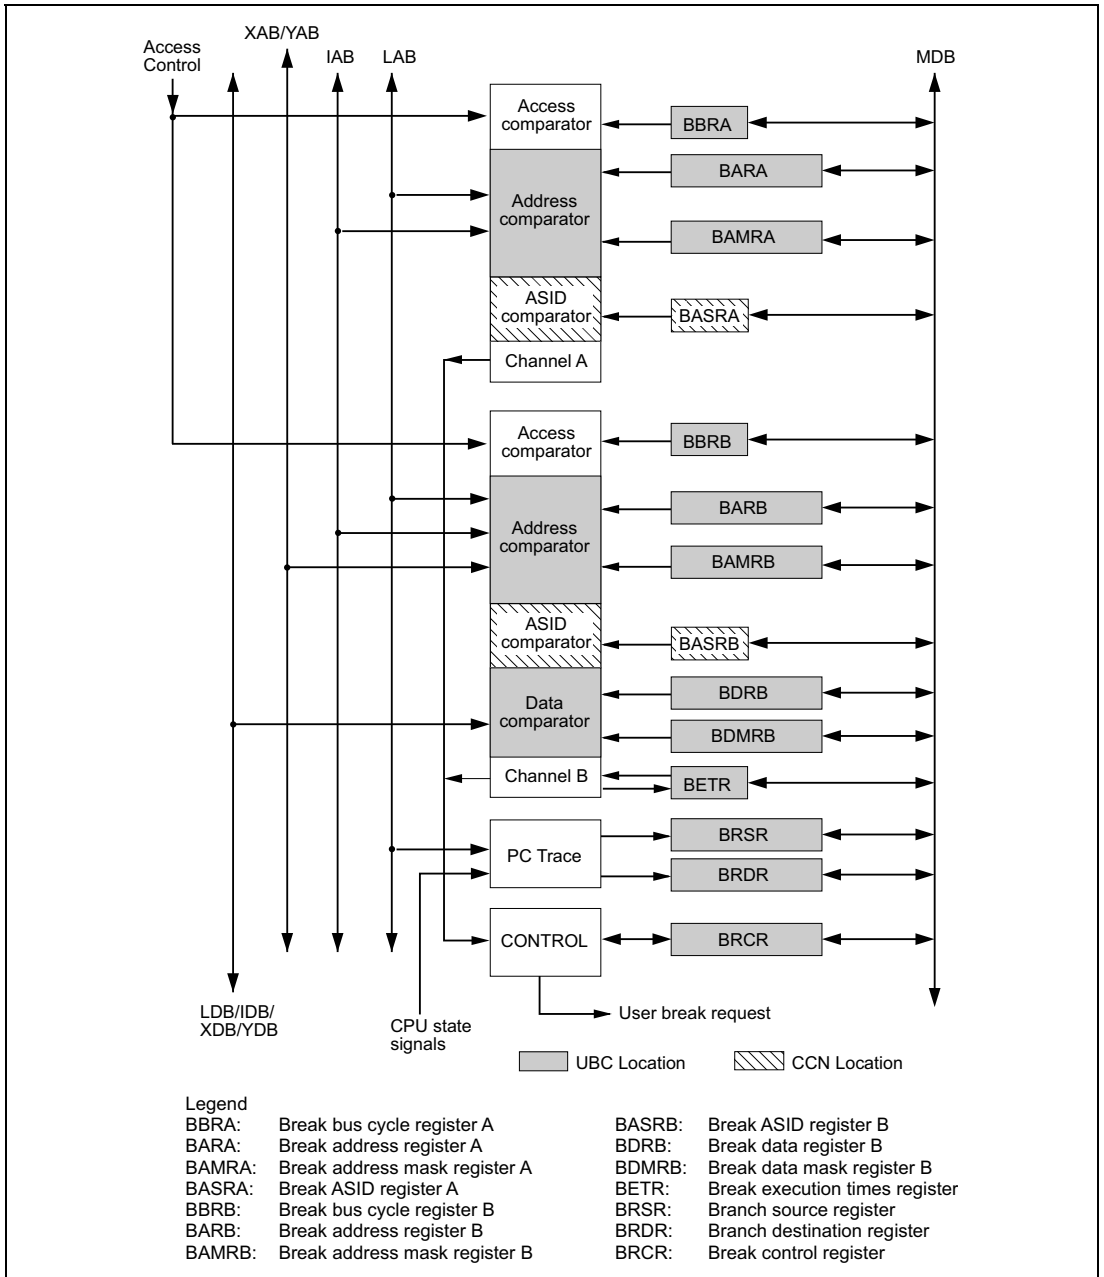 XAB/YAB
Access
Control
IAB
LAB
MDB
Access
comparator
BBRA
BARA
Address
comparator
BAMRA
ASID
comparator
BASRA
Channel A
Access
comparator
BBRB
BARB
Address
comparator
BAMRB
ASID
comparator
BASRB
BDRB
Data
comparator
BDMRB
Channel B
BETR
BRSR
PC Trace
BRDR
CONTROL
BRCR
LDB/IDB/
XDB/YDB
CPU state
signals
User break request
UBC Location
CCN Location
Legend
BBRA: Break bus cycle register A
BARA: Break address register A
BAMRA: Break address mask register A
BASRA: Break ASID register A
BBRB: Break bus cycle register B
BARB: Break address register B
BAMRB: Break address mask register B
BASRB: Break ASID register B
BDRB: Break data register B
BDMRB: Break data mask register B
BETR: Break execution times register
BRSR: Branch source register
BRDR: Branch destination register
BRCR: Break control register